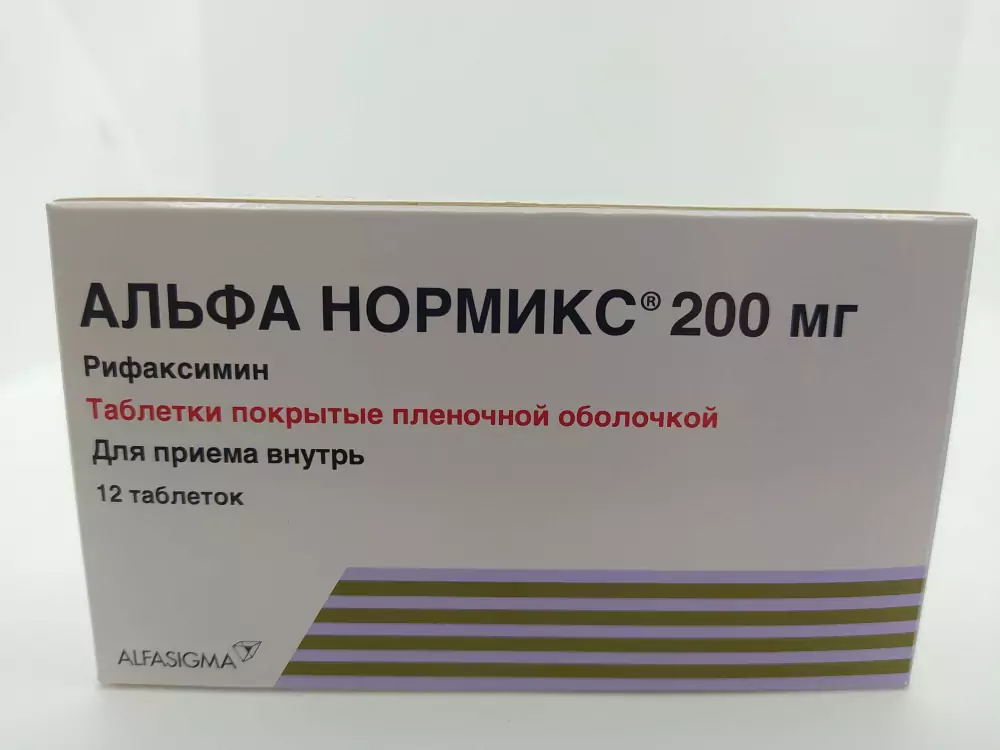 АЛЬФА НОРМИКС® 200 мг
Рифаксимин
Таблетки покрытые пленочной оболочкой
Для приема внутрь
12 таблеток
ALFASIGMA